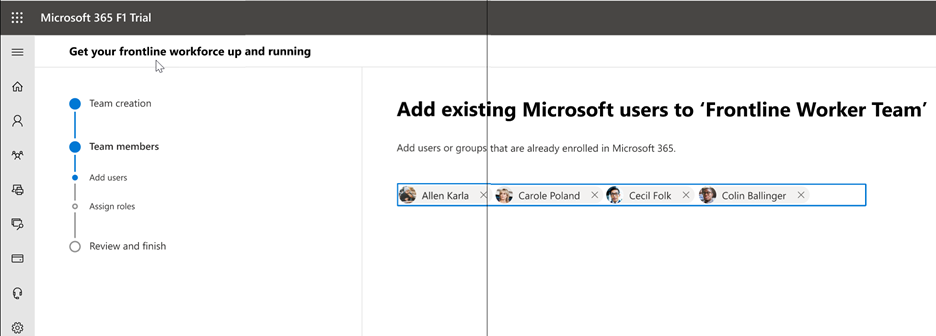 Microsoft 365 F1 Trial
Get your frontline workforce up and running
Team creation
Team members
Add users
Assign roles
Review and finish
Add existing Microsoft users to ‘Frontline Worker Team’
Add users or groups that are already enrolled in Microsoft 365.
Allen Karla Carole Poland Cecil Folk Colin Ballinger